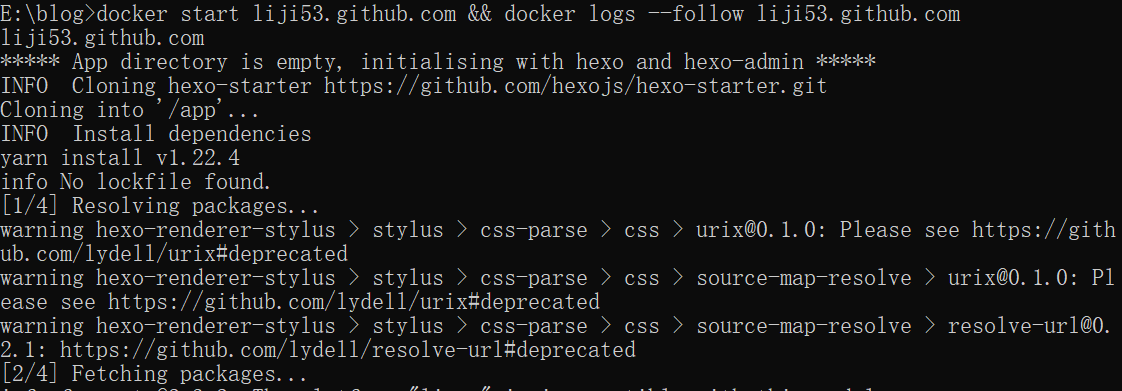 E:\blog>docker start liji53.github.com && docker logs --follow liji53.github.com
liji53.github.com
***** App directory is empty, initialising with hexo and hexo-admin *****
INFO  Cloning hexo-starter https://github.com/hexojs/hexo-starter.git
Cloning into '/app'...
INFO  Install dependencies
yarn install v1.22.4
info No lockfile found.
[1/4] Resolving packages...
warning hexo-renderer-stylus > stylus > css-parse > css > urix@0.1.0: Please see https://gith
ub.com/lydell/urix#deprecated
warning hexo-renderer-stylus > stylus > css-parse > css > source-map-resolve > urix@0.1.0: Pl
ease see https://github.com/lydell/urix#deprecated
warning hexo-renderer-stylus > stylus > css-parse > css > source-map-resolve > resolve-url@0.
2.1: https://github.com/lydell/resolve-url#deprecated
[2/4] Fetching packages...